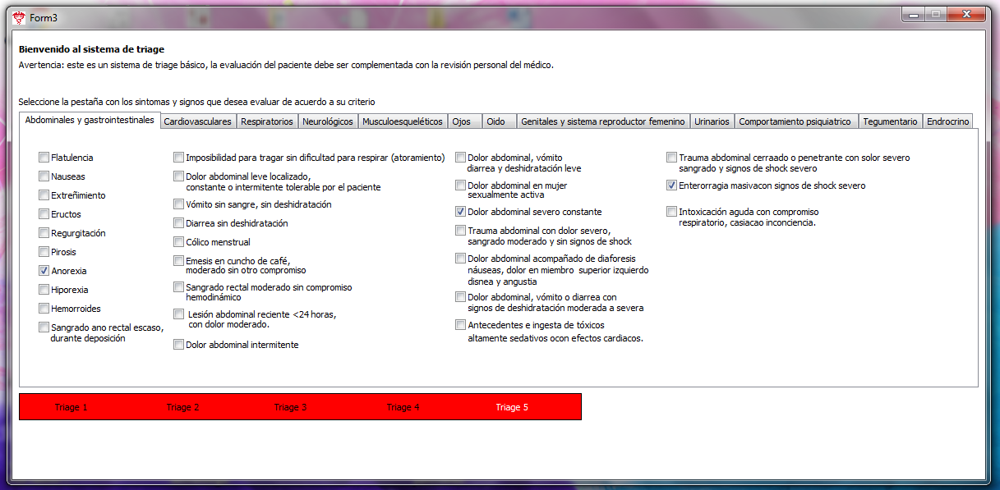 Form3
Bienvenido al sistema de triage
Avertencia: este es un sistema de triage básico, la evaluación del paciente debe ser complementada con la revisión personal del médico.
Seleccione la pestaña con los sintomas y signos que desea evaluar de acuerdo a su criterio
Abdominales y gastrointestinales
Cardiovasculares
Respiratorios
Neurológicos
Musculoesqueléticos
Ojos
Oido
Genitales y sistema reproductor femenino
Urinarios
Comportamiento psiquiatrico
Tegumentario
Endrocrino
Flatulencia
Nauseas
Extreñimiento
Eructos
Regurgitación
Pirosis
Anorexia
Hiporexia
Hemorroides
Sangrado ano rectal escaso,
durante deposición
Imposibilidad para tragar sin dificultad para respirar (atoramiento)
Dolor abdominal leve localizado,
constante o intermitente tolerable por el paciente
Vómito sin sangre, sin deshidratación
Diarrea sin deshidratación
Cólico menstrual
Emesis en cuncho de café,
moderado sin otro compromiso
Sangrado rectal moderado sin compromiso
hemodinámico
Lesión abdominal reciente <24 horas,
con dolor moderado.
Dolor abdominal intermitente
Dolor abdominal, vómito
diarrea y deshidratación leve
Dolor abdominal en mujer
sexualmente activa
Dolor abdominal severo constante
Trauma abdominal con dolor severo,
sangrado moderado y sin signos de shock
Dolor abdominal acompañado de diaforesis
náuseas, dolor en miembro superior izquierdo
disnea y angustia
Dolor abdominal, vómito o diarrea con
signos de deshidratación moderada a severa
Antecedentes e ingesta de tóxicos
altamente sedativos ocon efectos cardiacos.
Trauma abdominal cerraado o penetrante con solor severo
sangrado y signos de shock severo
Enterorragia masivacon signos de shock severo
Intoxicación aguda con compromiso
respiratorio, casiacao inconciencia.
Triage 1
Triage 2
Triage 3
Triage 4
Triage 5